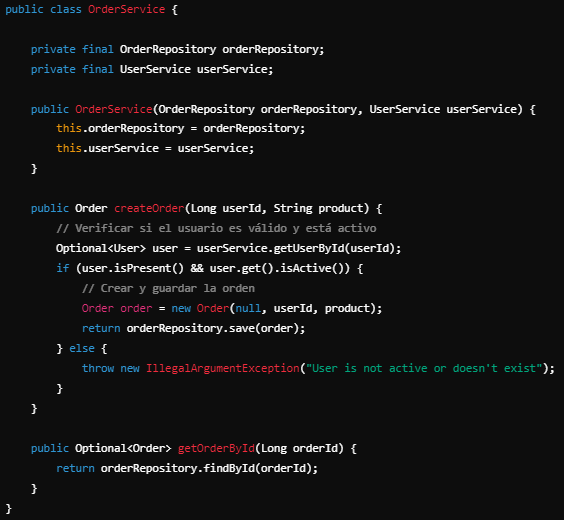 public class OrderService {
private final OrderRepository orderRepository;
private final UserService userService;
public OrderService(OrderRepository orderRepository, UserService userService) {
this.orderRepository = orderRepository;
this.userService = userService;
}
public Order createOrder(Long userId, String product) {
// Verificar si el usuario es válido y está activo
Optional<User> user = userService.getUserById(userId);
if (user.isPresent() && user.get().isActive()) {
// Crear y guardar la orden
Order order = new Order(null, userId, product);
return orderRepository.save(order);
} else {
throw new IllegalArgumentException("User is not active or doesn't exist");
}
}
public Optional<Order> getOrderById(Long orderId) {
return orderRepository.findById(orderId);
}
}